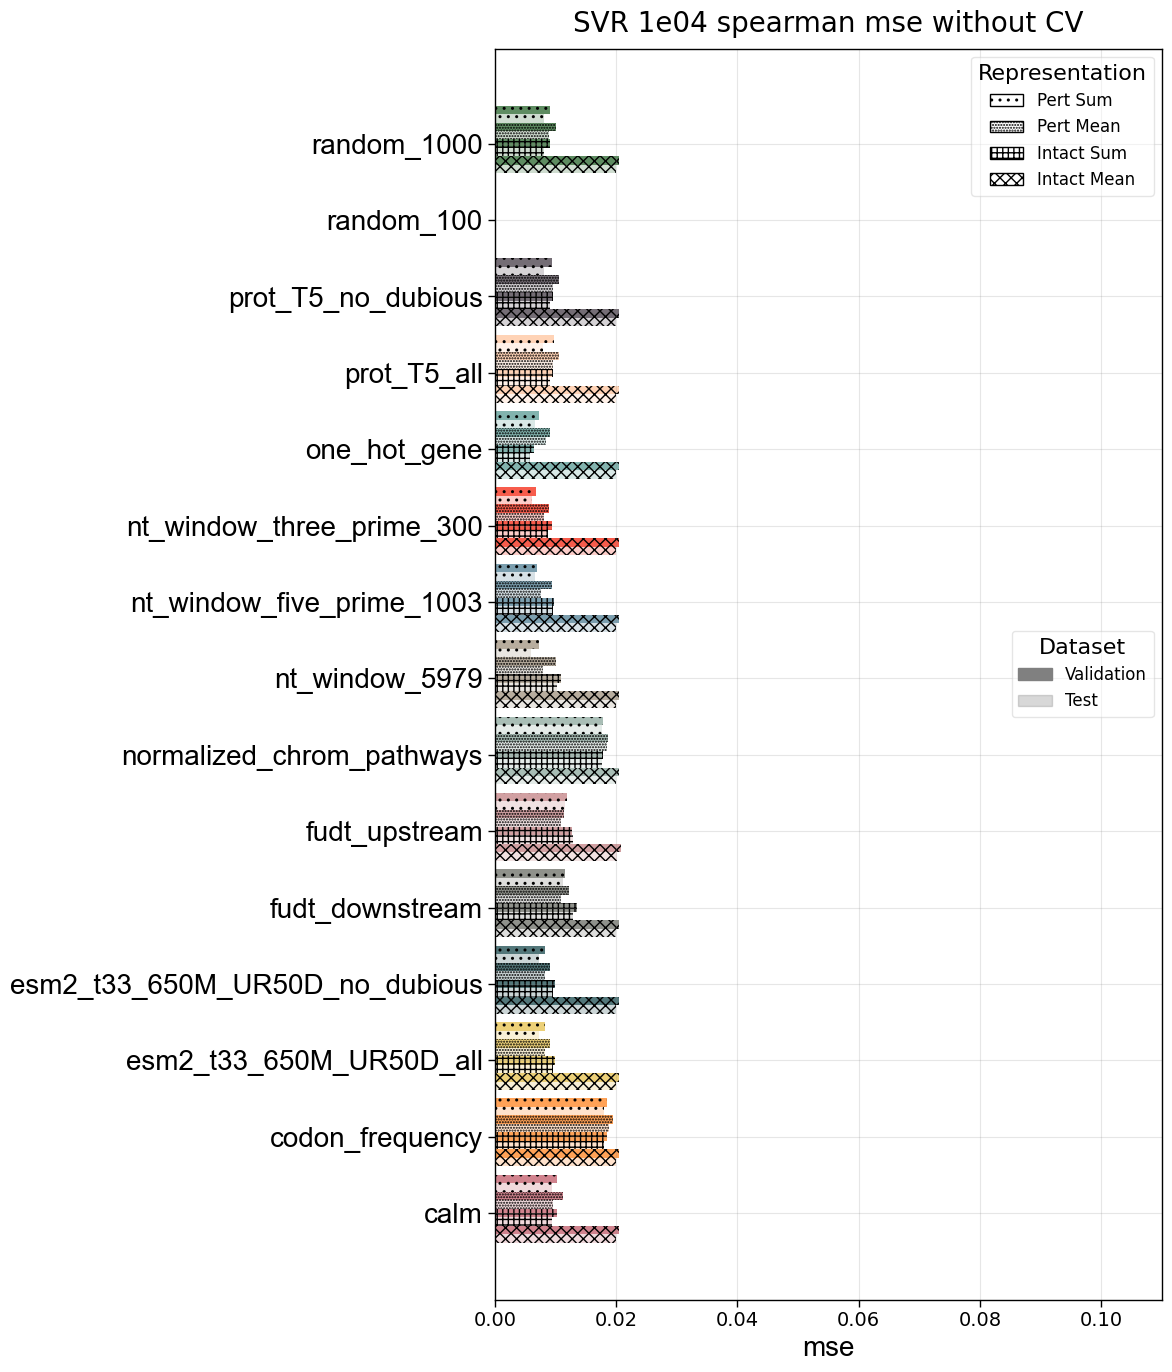 SVR 1e04 spearman mse without CV
Representation
Pert Sum
Pert Mean
Intact Sum
Intact Mean
random_1000
random_100
prot_T5_no_dubious
prot_T5_all
one_hot_gene
nt_window_three_prime_300
nt_window_five_prime_1003
nt_window_5979
Dataset
Validation
Test
normalized_chrom_pathways
fudt_upstream
fudt_downstream
esm2_t33_650M_UR50D_no_dubious
esm2_t33_650M_UR50D_all
codon_frequency
calm
0.00 0.02 0.04 0.06 0.08 0.10
mse